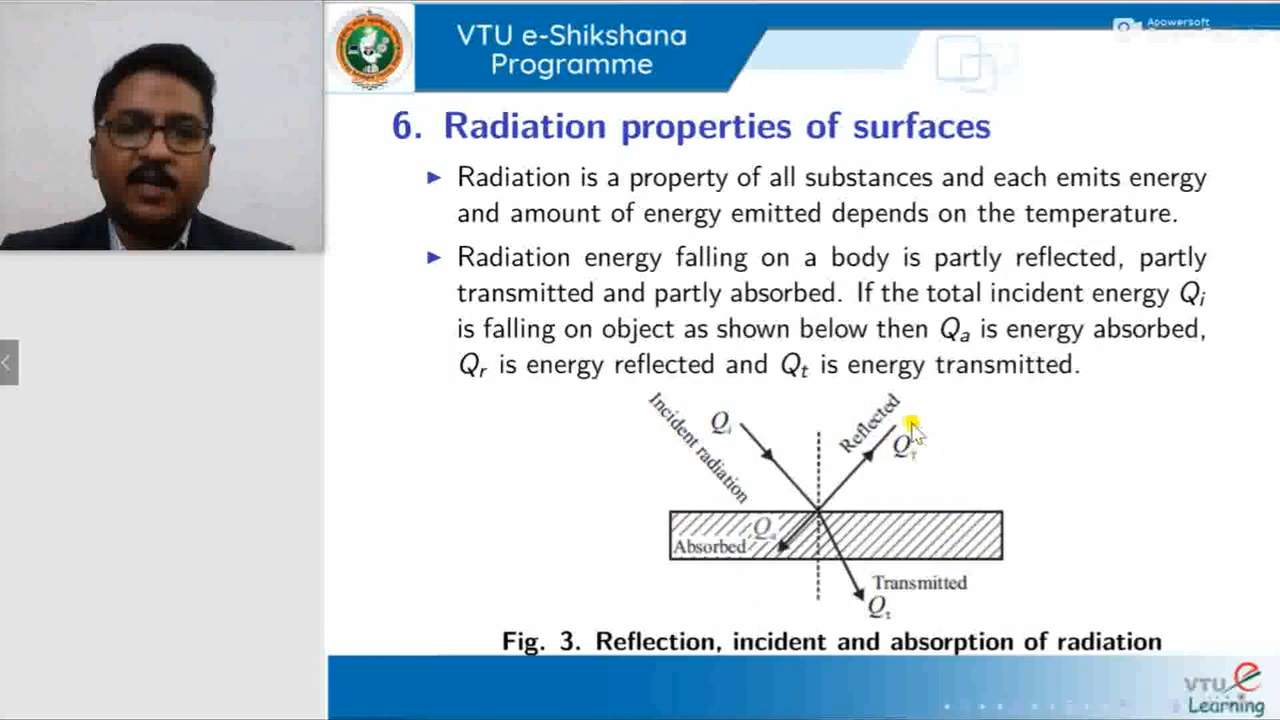 VTU e-Shikshana
Programme
Apowersoft
6. Radiation properties of surfaces
▶ Radiation is a property of all substances and each emits energy
and amount of energy emitted depends on the temperature.
▶ Radiation energy falling on a body is partly reflected, partly
transmitted and partly absorbed. If the total incident energy Qi
is falling on object as shown below then Qa is energy absorbed,
Qr is energy reflected and Qt is energy transmitted.
Incident radiation
Qi
Reflected
Qr
Qa
Absorbed
Transmitted
Qt
Fig. 3. Reflection, incident and absorption of radiation
VTU e
Learning